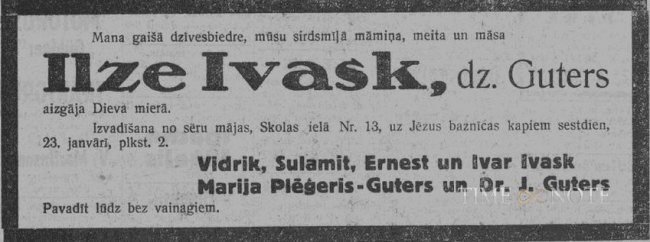 Mana gaišā dzīvesbiedre, mūsu sirdsmīļā māmiņa, meita un māsa
Ilze Ivask, dz. Guters
aizgāja Dieva mierā.
Izvadīšana no sēru mājas, Skolas ielā Nr. 13, uz Jēzus baznīcas kapiem sestdien,
23. janvārī, plkst. 2.
Vidrik, Sulamit, Ernest un Ivar Ivask
Marija Plēģeris-Guters un Dr. J. Guters
Pavadīt lūdz bez vainagiem.
TIME NOTE